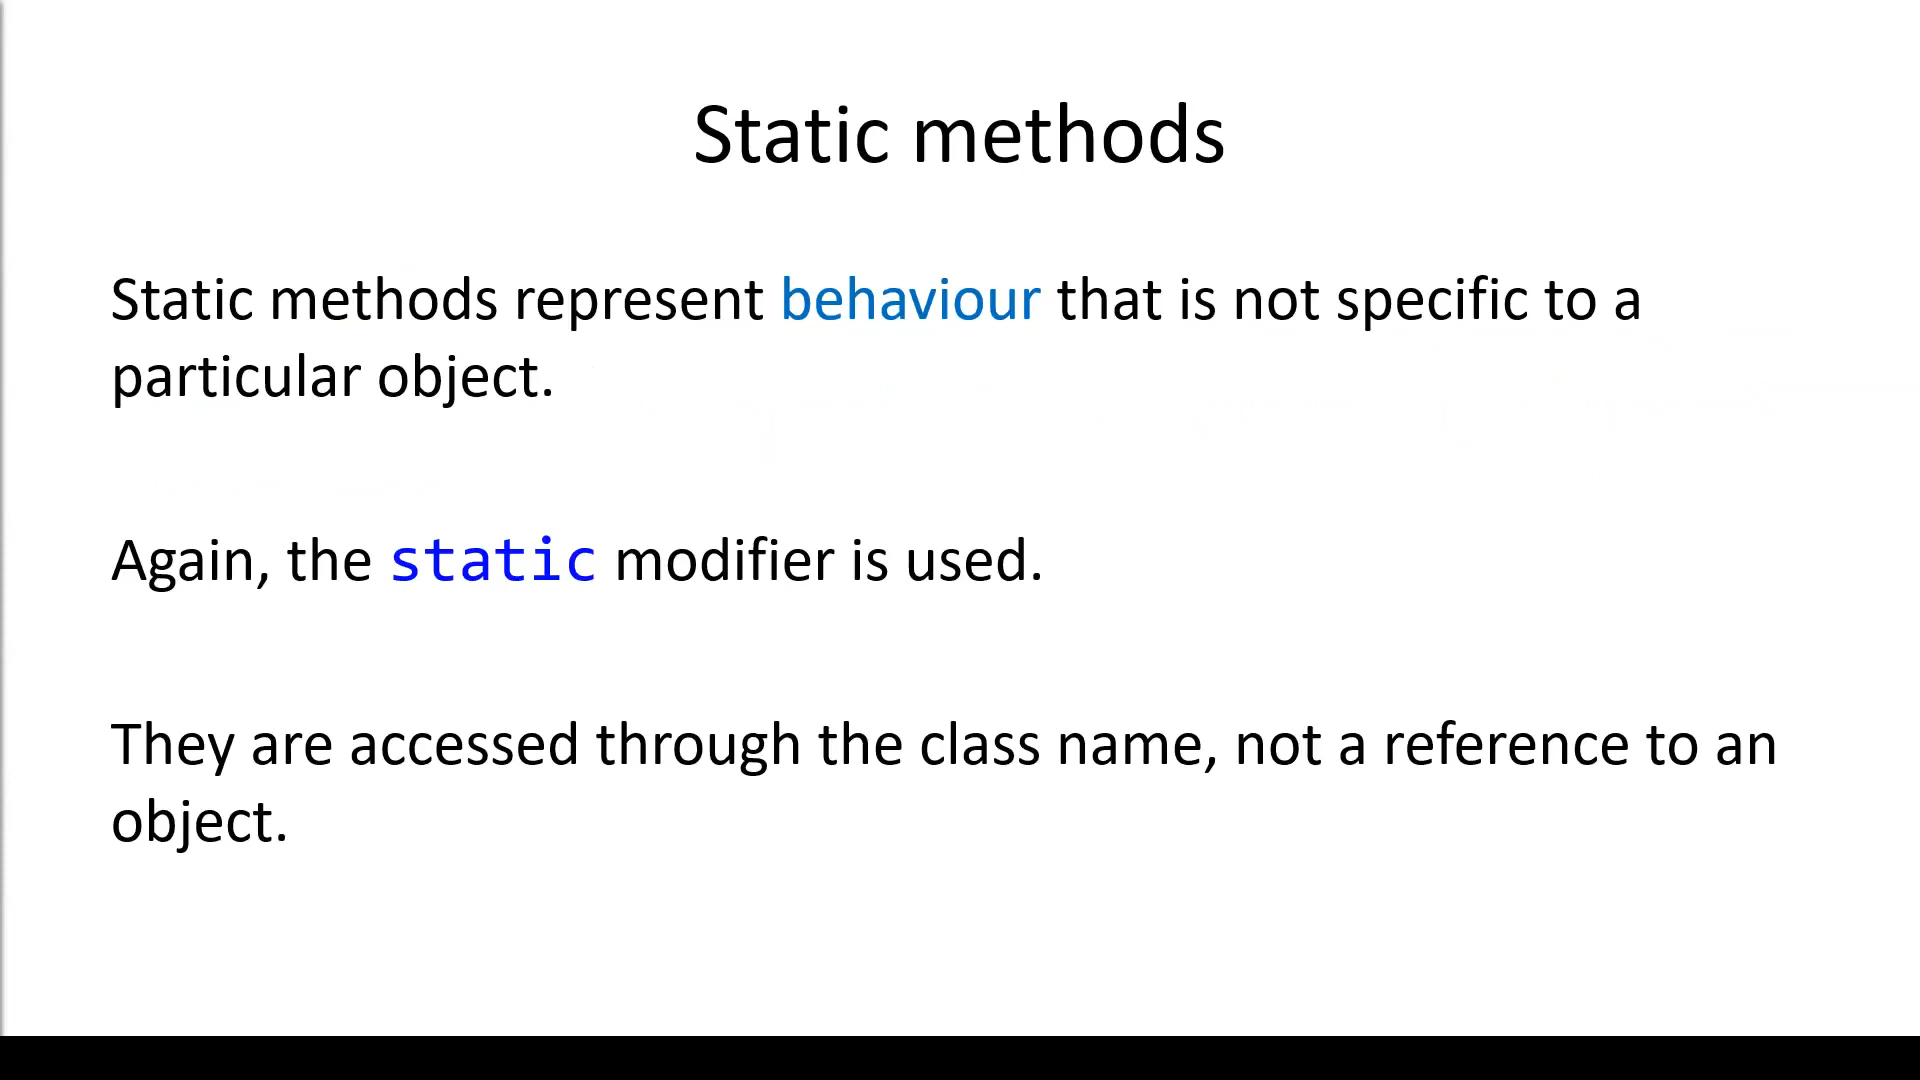 Static methods
Static methods represent behaviour that is not specific to a
particular object.
Again, the static modifier is used.
They are accessed through the class name, not a reference to an
object.